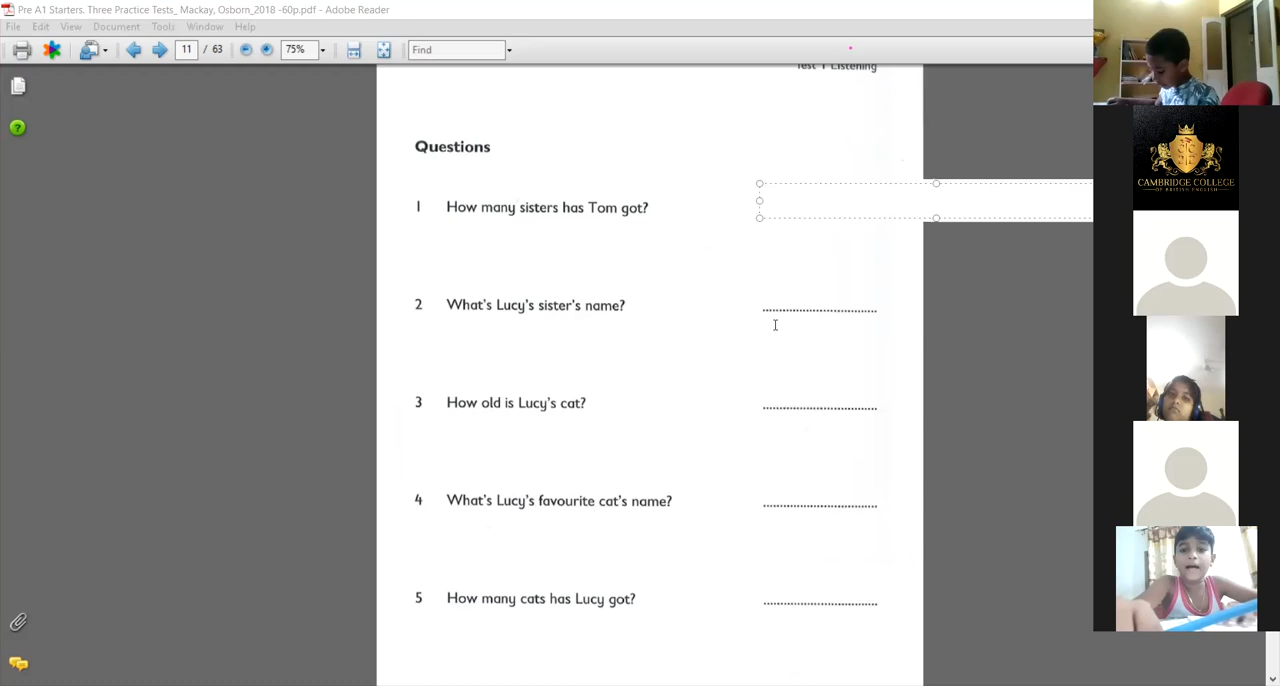 Pre A1 Starters. Three Practice Tests_ Mackay, Osborn_2018 -60p.pdf - Adobe Reader
File Edit View Document Tools Window Help
11 / 63 75% Find
Test 1 Listening
Questions
1 How many sisters has Tom got?
2 What's Lucy's sister's name?
3 How old is Lucy's cat?
4 What's Lucy's favourite cat's name?
5 How many cats has Lucy got?
CAMBRIDGE COLLEGE
OF BRITISH ENGLISH